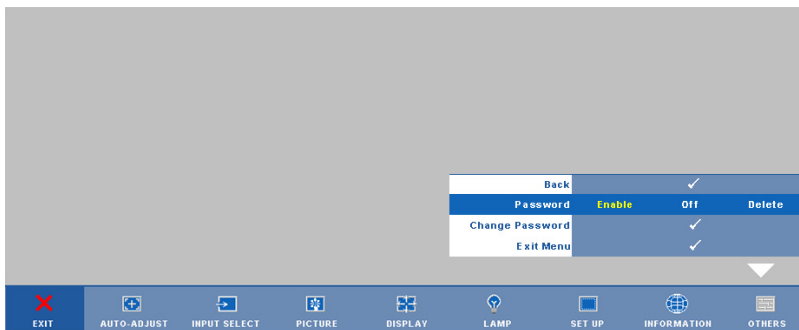 Back
Password Enable Off Delete
Change Password
Exit Menu
EXIT AUTO-ADJUST INPUT SELECT PICTURE DISPLAY LAMP SET UP INFORMATION OTHERS